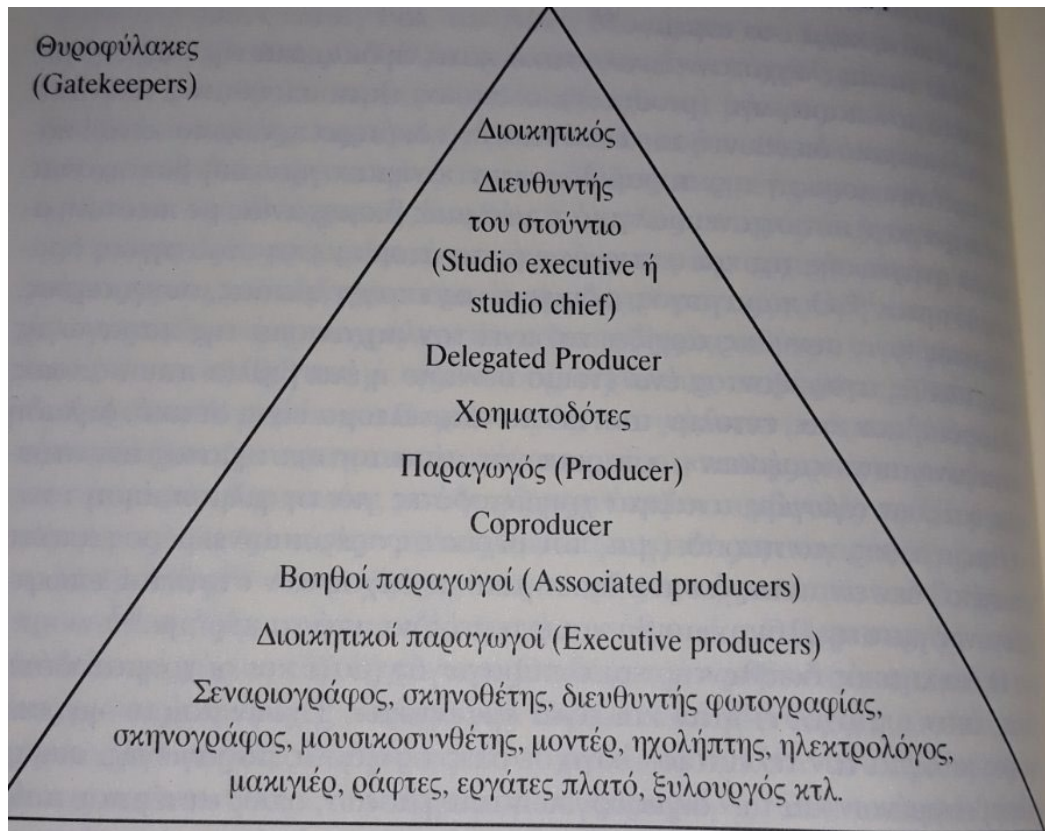 Θυροφύλακες
(Gatekeepers)
Διοικητικός
Διευθυντής
του στούντιο
(Studio executive ή
studio chief)
Delegated Producer
Χρηματοδότες
Παραγωγός (Producer)
Coproducer
Βοηθοί παραγωγοί (Associated producers)
Διοικητικοί παραγωγοί (Executive producers)
Σεναριογράφος, σκηνοθέτης, διευθυντής φωτογραφίας,
σκηνογράφος, μουσικοσυνθέτης, μοντέρ, ηχολήπτης, ηλεκτρολόγος,
μακιγιέρ, ράφτες, εργάτες πλατό, ξυλουργός κτλ.